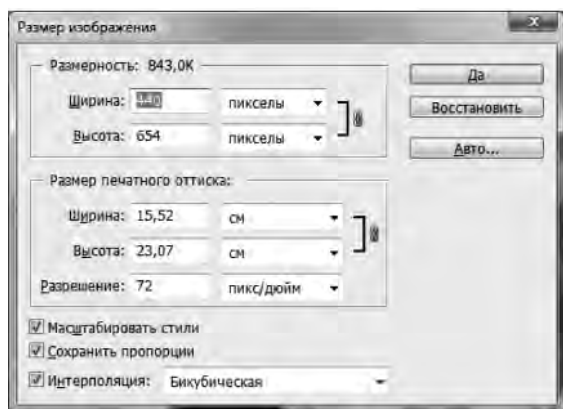 Размер изображения
x
Размерность: 843,0K
Ширина: 440 пикселы
Высота: 654 пикселы
Да
Восстановить
Авто...
Размер печатного оттиска:
Ширина: 15,52 см
Высота: 23,07 см
Разрешение: 72 пикс/дюйм
Масштабировать стили
Сохранить пропорции
Интерполяция: Бикубическая